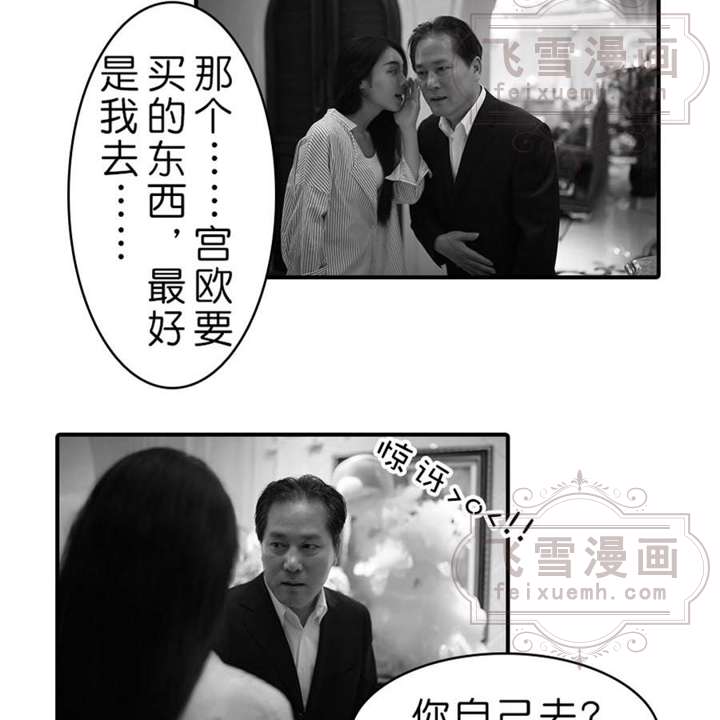 那个……宫欧要
买的东西，最好
是我去……
飞雪漫画
feixuemh.com
惊讶>o<!!
飞雪漫画
feixuemh.com
你自己去？